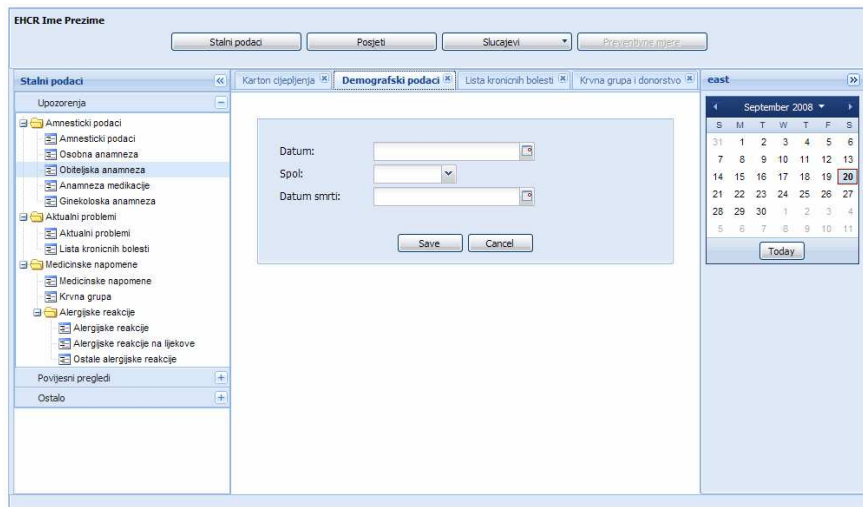 EHCR Ime Prezime
Stalni podaci
Posjeti
Slucajevi
Preventivne mjere
Stalni podaci
Upozorenja
Amnesticki podaci
Amnesticki podaci
Osobna anamneza
Obiteljska anamneza
Anamneza medikacije
Ginekoloska anamneza
Aktualni problemi
Aktualni problemi
Lista kronicnih bolesti
Medicinske napomene
Medicinske napomene
Krvna grupa
Alergijske reakcije
Alergijske reakcije
Alergijske reakcije na lijekove
Ostale alergijske reakcije
Povijesni pregledi
Ostalo
Karton cijepljenja
Demografski podaci
Lista kronicnih bolesti
Krvna grupa i donorstvo
Datum:
Spol:
Datum smrti:
Save
Cancel
east
September 2008
S M T W T F S
31 1 2 3 4 5 6
7 8 9 10 11 12 13
14 15 16 17 18 19 20
21 22 23 24 25 26 27
28 29 30 1 2 3 4
5 6 7 8 9 10 11
Today